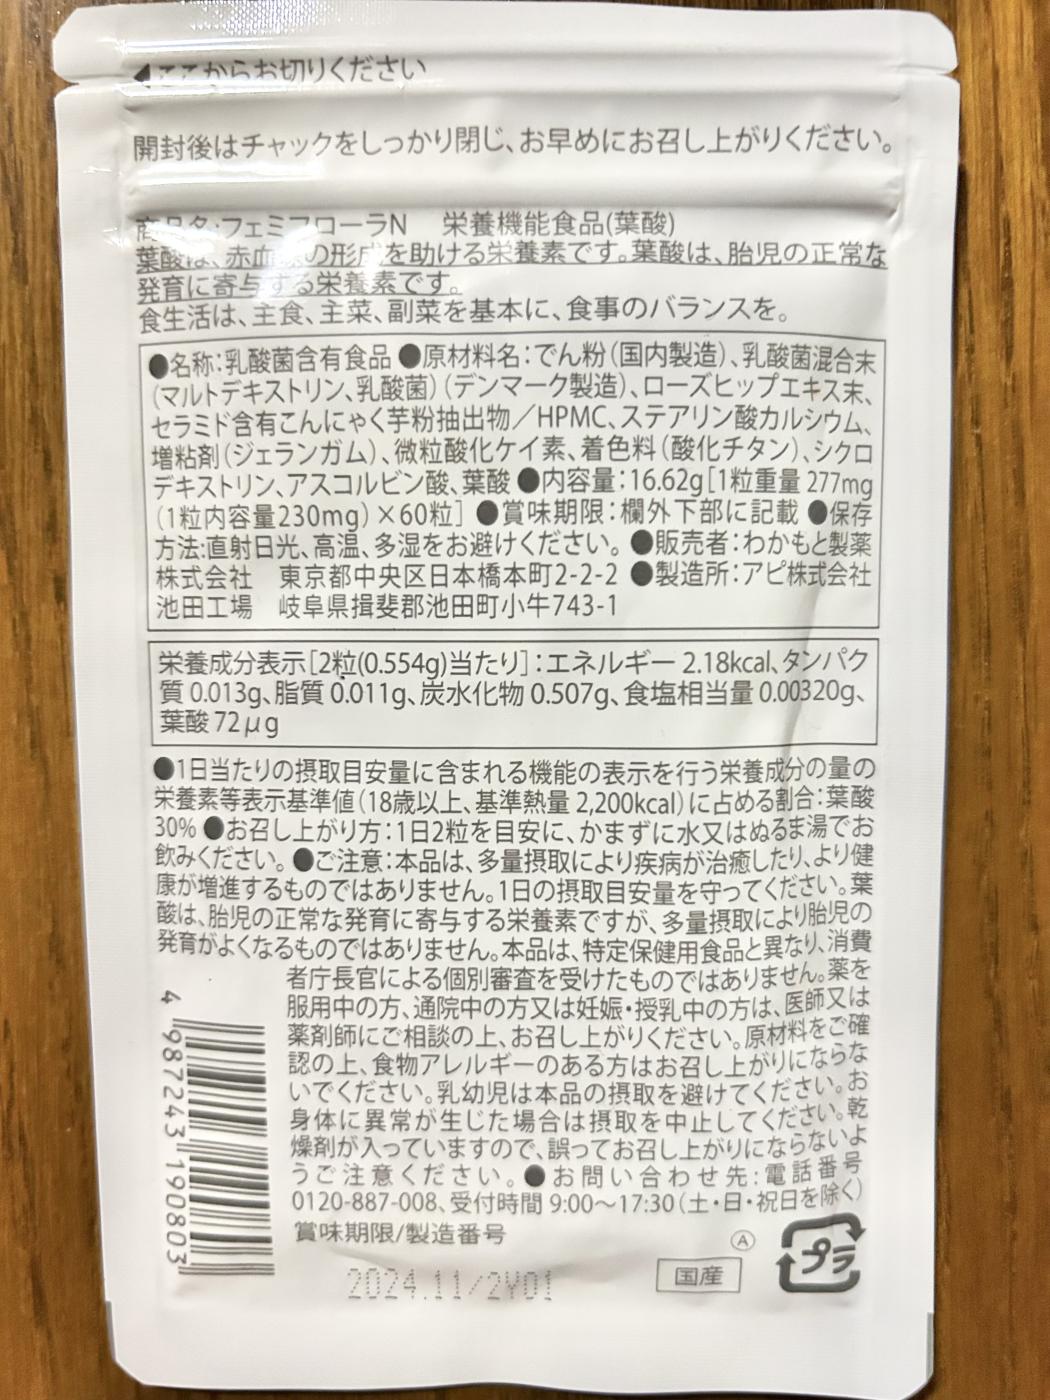 ◀ここからお切りください
開封後はチャックをしっかり閉じ、お早めにお召し上がりください。
商品名:フェミフローラN　栄養機能食品(葉酸)
葉酸は、赤血球の形成を助ける栄養素です。葉酸は、胎児の正常な
発育に寄与する栄養素です。
食生活は、主食、主菜、副菜を基本に、食事のバランスを。
●名称:乳酸菌含有食品 ●原材料名:でん粉(国内製造)、乳酸菌混合末
(マルトデキストリン、乳酸菌)(デンマーク製造)、ローズヒップエキス末、
セラミド含有こんにゃく芋粉抽出物/HPMC、ステアリン酸カルシウム、
増粘剤(ジェランガム)、微粒酸化ケイ素、着色料(酸化チタン)、シクロ
デキストリン、アスコルビン酸、葉酸 ●内容量:16.62g[1粒重量 277mg
(1粒内容量230mg)×60粒] ●賞味期限:欄外下部に記載 ●保存
方法:直射日光、高温、多湿をお避けください。●販売者:わかもと製薬
株式会社　東京都中央区日本橋本町2-2-2 ●製造所:アピ株式会社
池田工場　岐阜県揖斐郡池田町小牛743-1
栄養成分表示[2粒(0.554g)当たり]:エネルギー 2.18kcal、タンパク
質 0.013g、脂質 0.011g、炭水化物 0.507g、食塩相当量 0.00320g、
葉酸 72μg
●1日当たりの摂取目安量に含まれる機能の表示を行う栄養成分の量の
栄養素等表示基準値(18歳以上、基準熱量 2,200kcal)に占める割合:葉酸
30% ●お召し上がり方:1日2粒を目安に、かまずに水又はぬるま湯でお
飲みください。●ご注意:本品は、多量摂取により疾病が治癒したり、より健
康が増進するものではありません。1日の摂取目安量を守ってください。葉
酸は、胎児の正常な発育に寄与する栄養素ですが、多量摂取により胎児の
発育がよくなるものではありません。本品は、特定保健用食品と異なり、消費
者庁長官による個別審査を受けたものではありません。薬を
服用中の方、通院中の方又は妊娠・授乳中の方は、医師又は
薬剤師にご相談の上、お召し上がりください。原材料をご確
認の上、食物アレルギーのある方はお召し上がりにならな
いでください。乳幼児は本品の摂取を避けてください。お
身体に異常が生じた場合は摂取を中止してください。乾
燥剤が入っていますので、誤ってお召し上がりにならないよ
うご注意ください。●お問い合わせ先:電話番号
0120-887-008、受付時間 9:00～17:30(土・日・祝日を除く)
賞味期限/製造番号
2024.11/2Y01
Ⓐ
国産
プラ
4 987243 190803